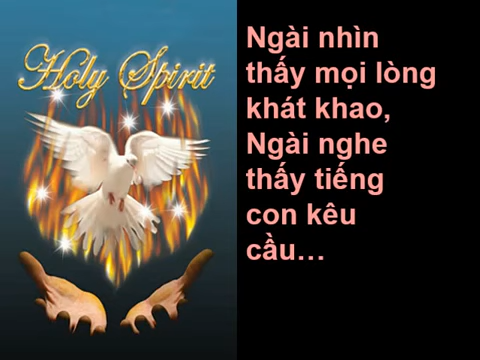 Holy Spirit
Ngài nhìn
thấy mọi lòng
khát khao,
Ngài nghe
thấy tiếng
con kêu
cầu…